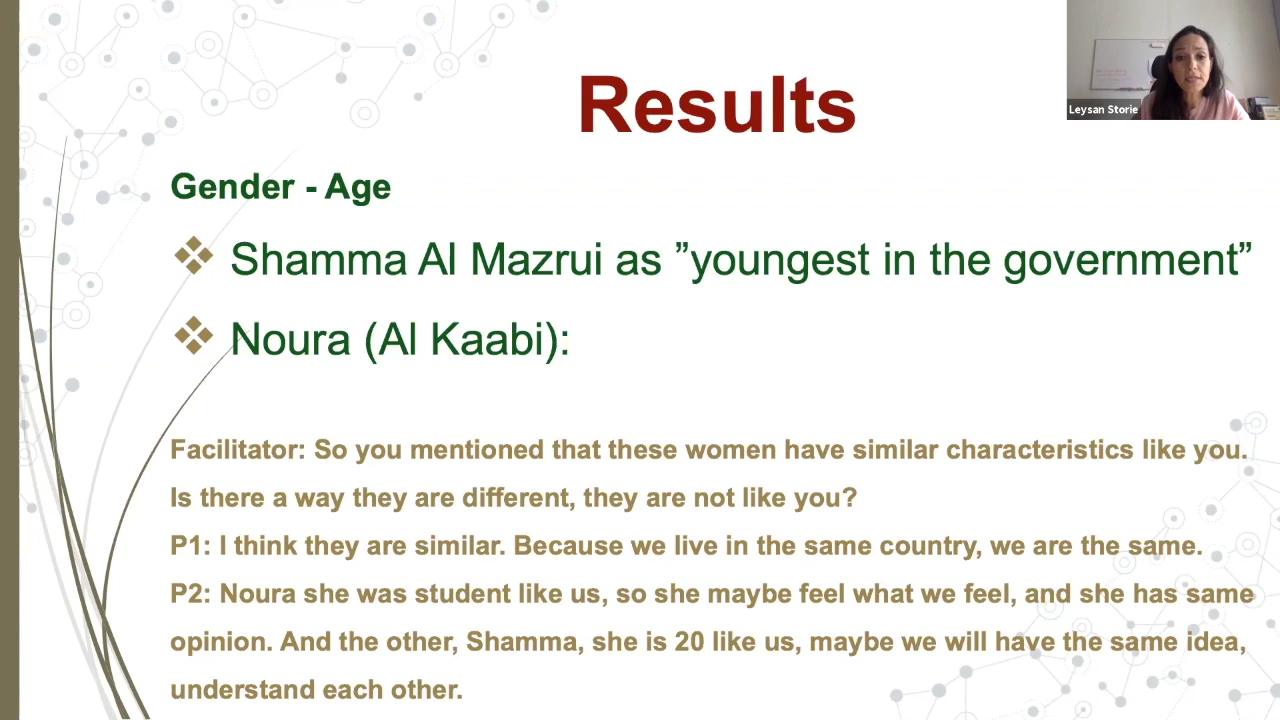 Results
Leysan Storie
Gender - Age
Shamma Al Mazrui as ”youngest in the government”
Noura (Al Kaabi):
Facilitator: So you mentioned that these women have similar characteristics like you.
Is there a way they are different, they are not like you?
P1: I think they are similar. Because we live in the same country, we are the same.
P2: Noura she was student like us, so she maybe feel what we feel, and she has same
opinion. And the other, Shamma, she is 20 like us, maybe we will have the same idea,
understand each other.